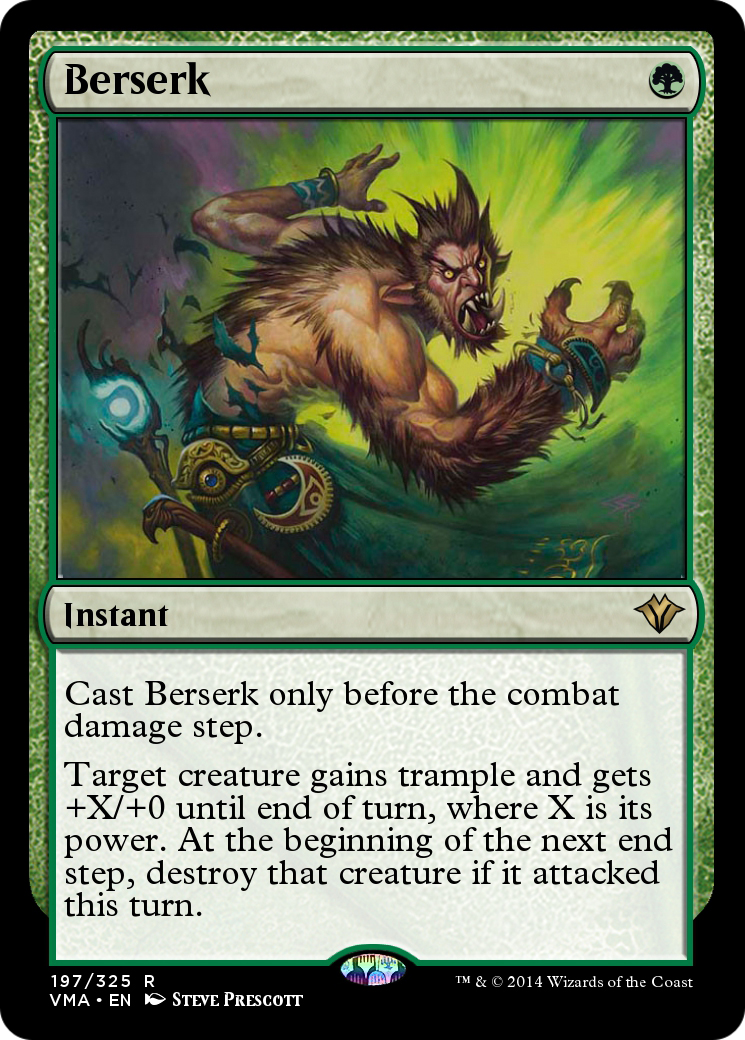 Berserk
Instant
Cast Berserk only before the combat
damage step.
Target creature gains trample and gets
+X/+0 until end of turn, where X is its
power. At the beginning of the next end
step, destroy that creature if it attacked
this turn.
197/325 R
VMA • EN Steve Prescott
™ & © 2014 Wizards of the Coast